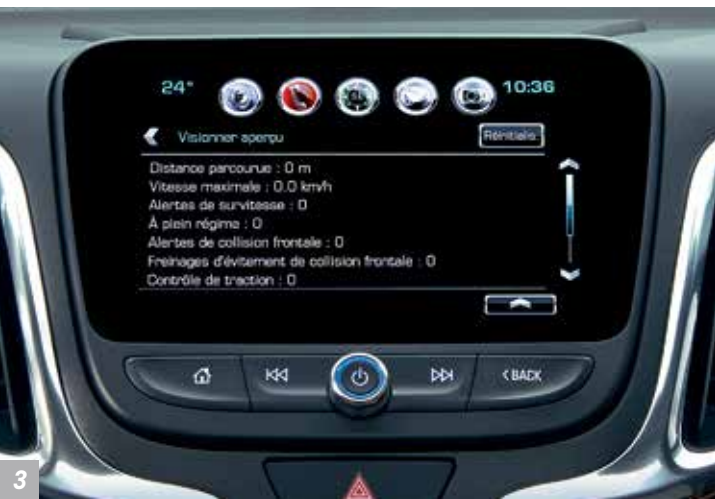 24° 10:36
Visionner aperçu Réinitialis.
Distance parcourue : 0 m
Vitesse maximale : 0.0 km/h
Alertes de survitesse : 0
À plein régime : 0
Alertes de collision frontale : 0
Freinages d'évitement de collision frontale : 0
Contrôle de traction : 0
< BACK
3